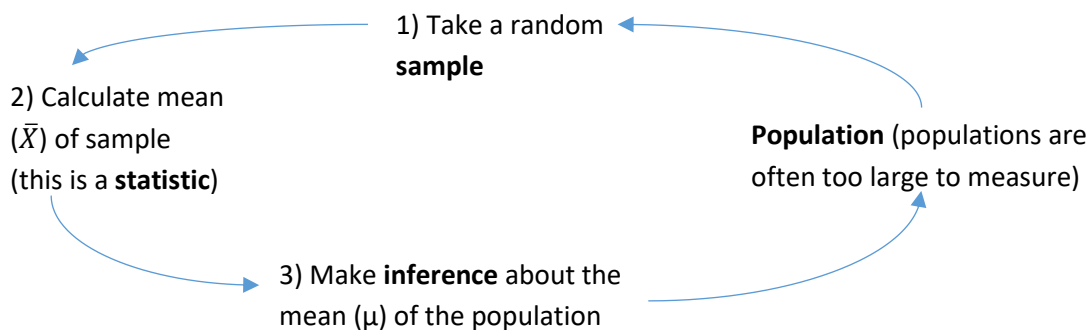 1) Take a random
sample
2) Calculate mean
(X̄) of sample
(this is a statistic)
Population (populations are
often too large to measure)
3) Make inference about the
mean (μ) of the population